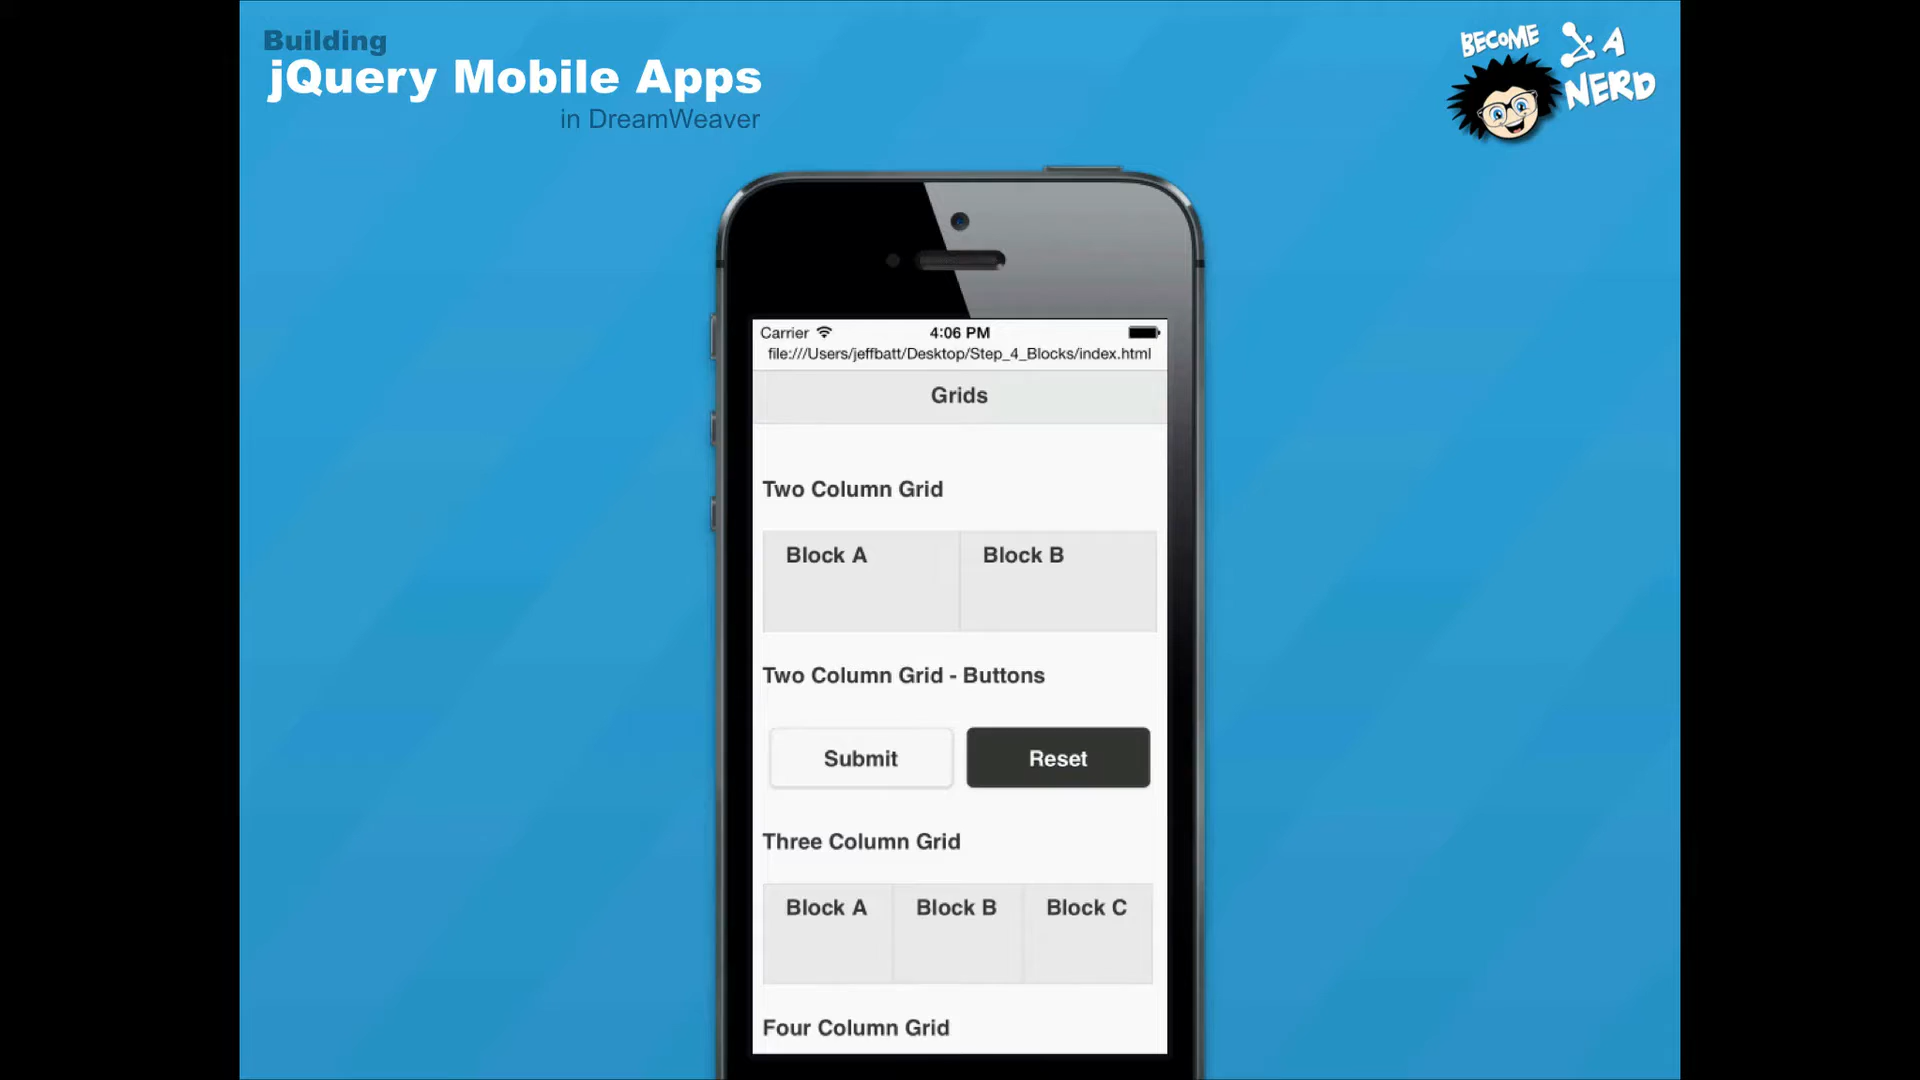 Building
jQuery Mobile Apps
in DreamWeaver
BECOME A
NERD
Carrier 4:06 PM
file:///Users/jeffbatt/Desktop/Step_4_Blocks/index.html
Grids
Two Column Grid
Block A Block B
Two Column Grid - Buttons
Submit Reset
Three Column Grid
Block A Block B Block C
Four Column Grid